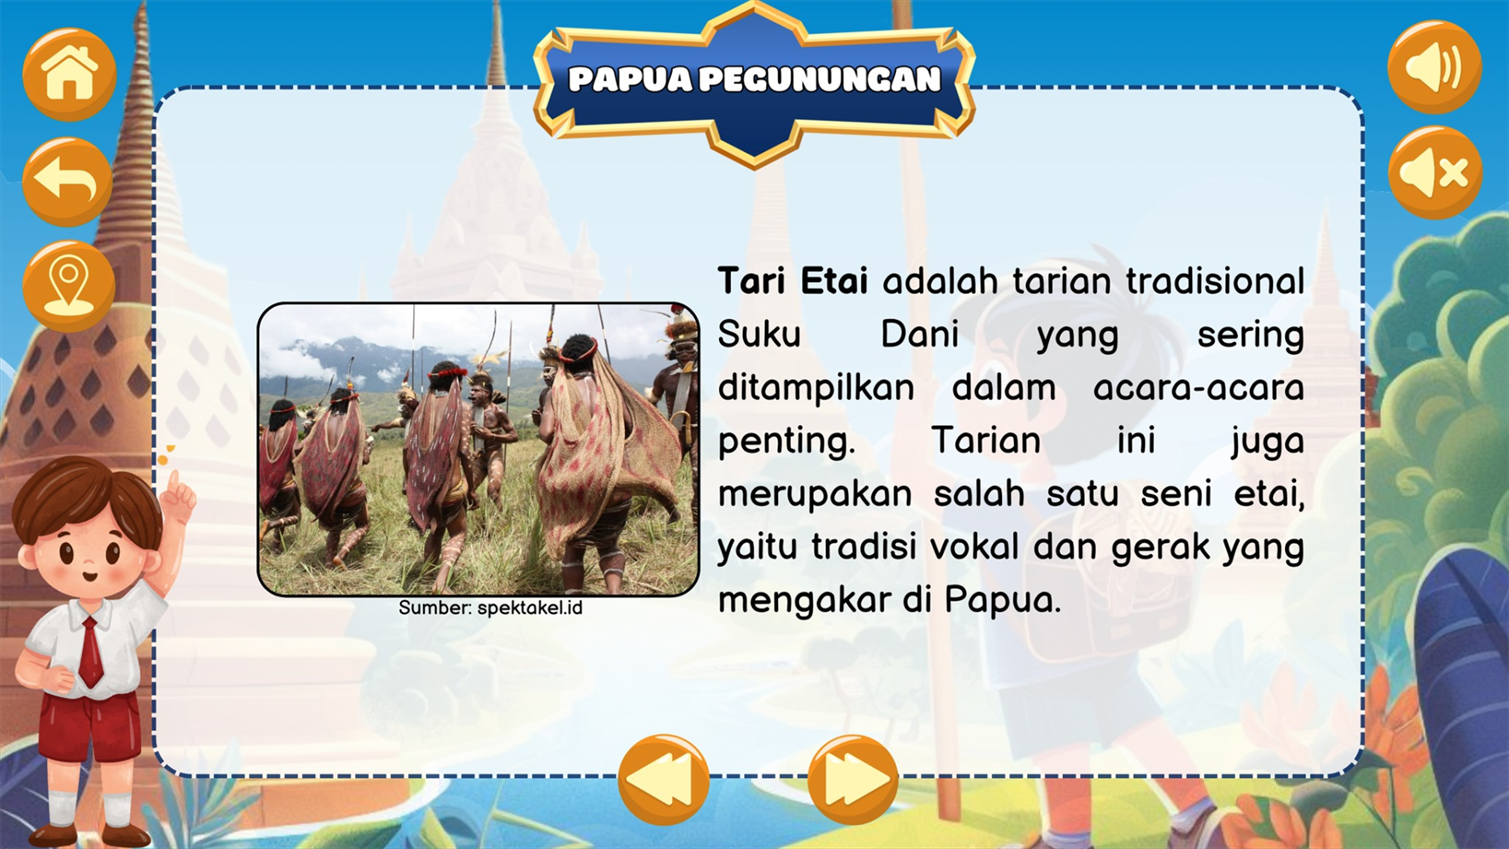 PAPUA PEGUNUNGAN
Tari Etai adalah tarian tradisional
Suku Dani yang sering
ditampilkan dalam acara-acara
penting. Tarian ini juga
merupakan salah satu seni etai,
yaitu tradisi vokal dan gerak yang
mengakar di Papua.
Sumber: spektakel.id